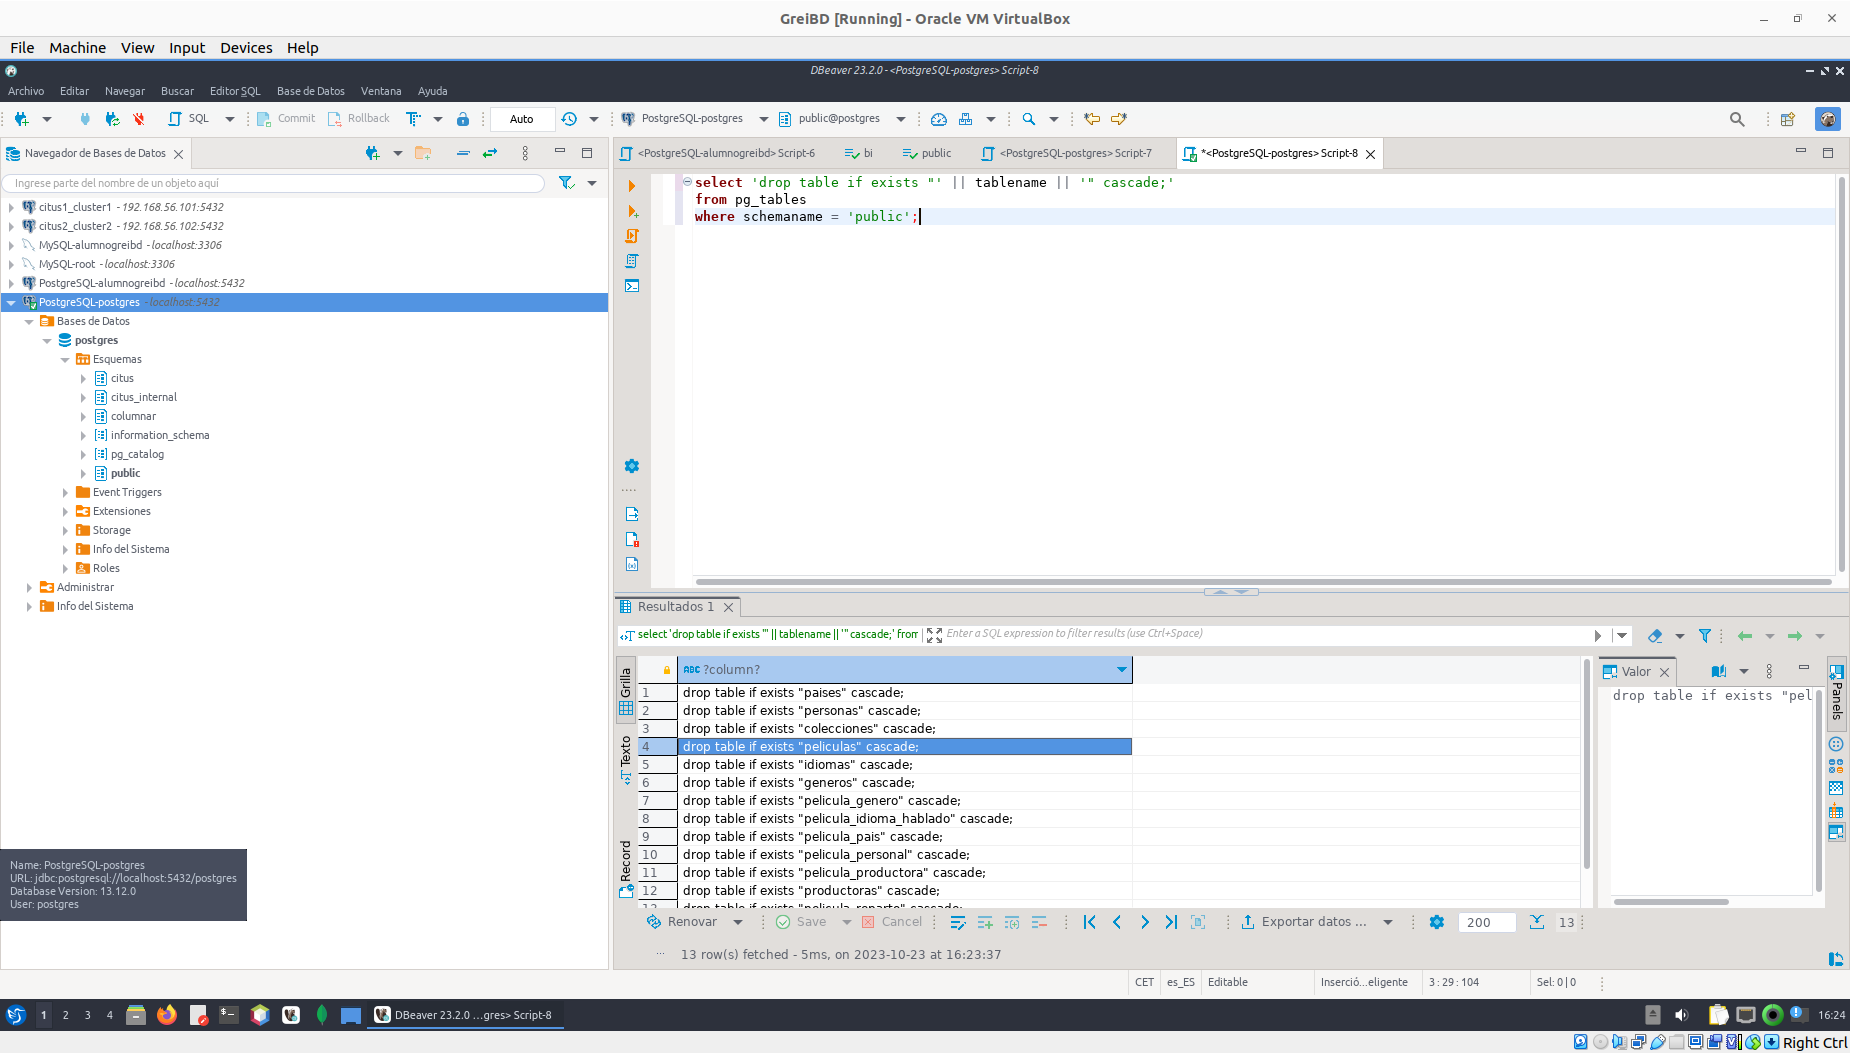 GreiBD [Running] - Oracle VM VirtualBox
File Machine View Input Devices Help
DBeaver 23.2.0 - <PostgreSQL-postgres> Script-8
Archivo Editar Navegar Buscar Editor SQL Base de Datos Ventana Ayuda
SQL Commit Rollback Auto PostgreSQL-postgres public@postgres
Navegador de Bases de Datos
<PostgreSQL-alumnogreibd> Script-6 bi public <PostgreSQL-postgres> Script-7 *<PostgreSQL-postgres> Script-8
Ingrese parte del nombre de un objeto aquí
citus1_cluster1 - 192.168.56.101:5432
citus2_cluster2 - 192.168.56.102:5432
MySQL-alumnogreibd - localhost:3306
MySQL-root - localhost:3306
PostgreSQL-alumnogreibd - localhost:5432
PostgreSQL-postgres - localhost:5432
Bases de Datos
postgres
Esquemas
citus
citus_internal
columnar
information_schema
pg_catalog
public
Event Triggers
Extensiones
Storage
Info del Sistema
Roles
Administrar
Info del Sistema
Name: PostgreSQL-postgres
URL: jdbc:postgresql://localhost:5432/postgres
Database Version: 13.12.0
User: postgres
select 'drop table if exists "' || tablename || '" cascade;'
from pg_tables
where schemaname = 'public';
Resultados 1
select 'drop table if exists "' || tablename || '" cascade;' from
Enter a SQL expression to filter results (use Ctrl+Space)
Grilla
Texto
Record
ABC ?column?
1 drop table if exists "paises" cascade;
2 drop table if exists "personas" cascade;
3 drop table if exists "colecciones" cascade;
4 drop table if exists "peliculas" cascade;
5 drop table if exists "idiomas" cascade;
6 drop table if exists "generos" cascade;
7 drop table if exists "pelicula_genero" cascade;
8 drop table if exists "pelicula_idioma_hablado" cascade;
9 drop table if exists "pelicula_pais" cascade;
10 drop table if exists "pelicula_personal" cascade;
11 drop table if exists "pelicula_productora" cascade;
12 drop table if exists "productoras" cascade;
13 drop table if exists "pelicula_reparto" cascade;
Valor
drop table if exists "pel
Panels
Renovar Save Cancel Exportar datos ... 200 13
... 13 row(s) fetched - 5ms, on 2023-10-23 at 16:23:37
CET es_ES Editable Inserció...eligente 3 : 29 : 104 Sel: 0 | 0
1 2 3 4 DBeaver 23.2.0 ...gres> Script-8 16:24
Right Ctrl